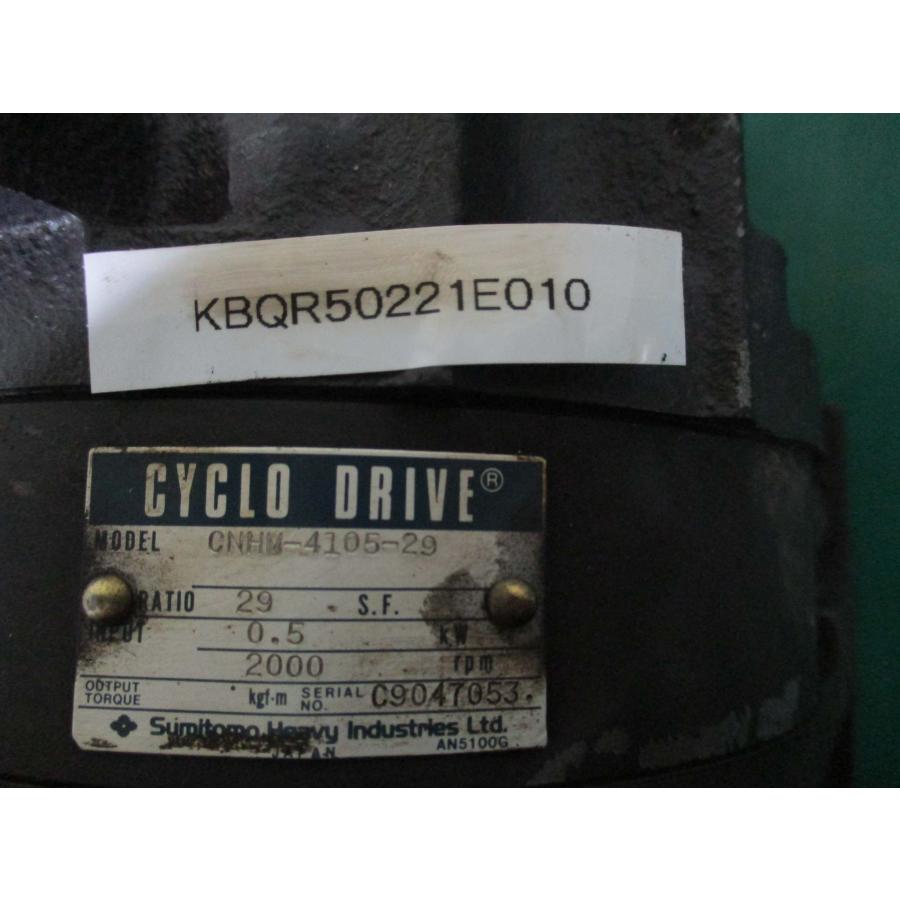 KBQR50221E010
CYCLO DRIVE®
MODEL CNHM-4105-29
RATIO 29 S.F.
INPUT 0.5 kW
2000 rpm
OUTPUT TORQUE kgf·m SERIAL NO. C9047053.
Sumitomo Heavy Industries Ltd.
JAPAN AN5100G